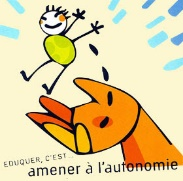 EDUQUER, C'EST...
amener à l'autonomie